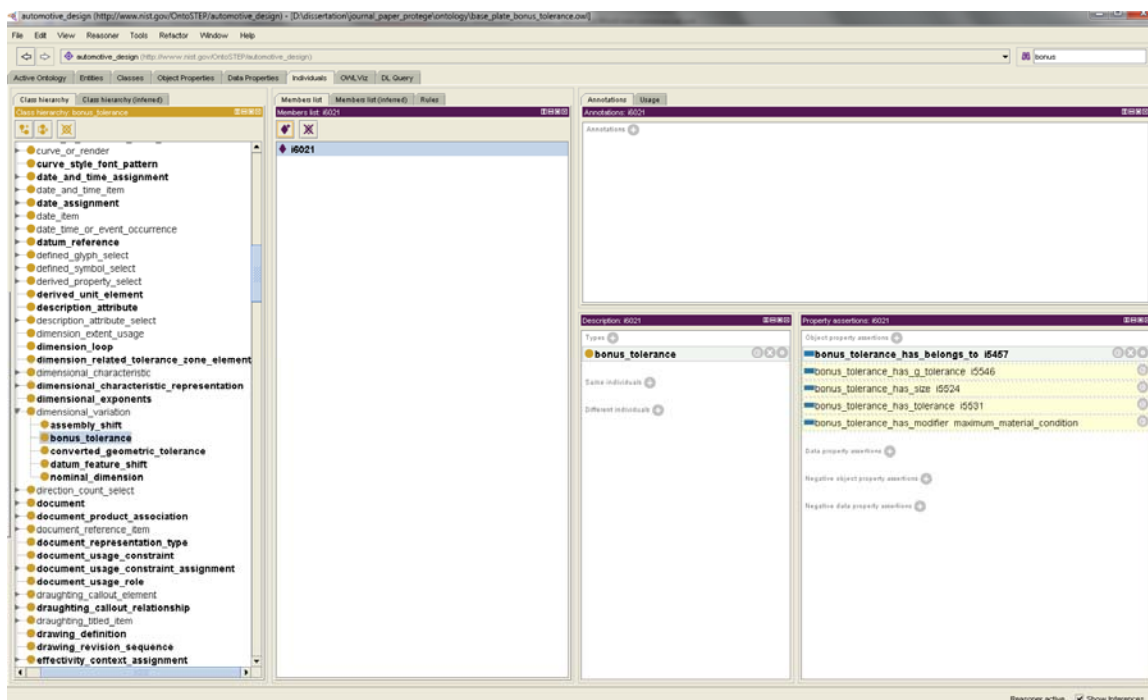 automotive_design (http://www.nist.gov/OntoSTEP/automotive_design) - [D:\dissertation\journal_paper_protege\ontology\base_plate_bonus_tolerance.owl]
File Edit View Reasoner Tools Refactor Window Help
automotive_design (http://www.nist.gov/OntoSTEP/automotive_design)
bonus
Active Ontology Entities Classes Object Properties Data Properties Individuals OWLViz DL Query
Class hierarchy Class hierarchy (inferred)
Class hierarchy: bonus_tolerance
curve_or_render
curve_style_font_pattern
date_and_time_assignment
date_and_time_item
date_assignment
date_item
date_time_or_event_occurrence
datum_reference
defined_glyph_select
defined_symbol_select
derived_property_select
derived_unit_element
description_attribute
description_attribute_select
dimension_extent_usage
dimension_loop
dimension_related_tolerance_zone_element
dimensional_characteristic
dimensional_characteristic_representation
dimensional_exponents
dimensional_variation
assembly_shift
bonus_tolerance
converted_geometric_tolerance
datum_feature_shift
nominal_dimension
direction_count_select
document
document_product_association
document_reference_item
document_representation_type
document_usage_constraint
document_usage_constraint_assignment
document_usage_role
draughting_callout_element
draughting_callout_relationship
draughting_titled_item
drawing_definition
drawing_revision_sequence
effectivity_context_assignment
Members list Members list (inferred) Rules
Members list: i6021
i6021
Annotations Usage
Annotations: i6021
Annotations
Description: i6021
Types
bonus_tolerance
Same individuals
Different individuals
Property assertions: i6021
Object property assertions
bonus_tolerance_has_belongs_to i5457
bonus_tolerance_has_g_tolerance i5546
bonus_tolerance_has_size i5524
bonus_tolerance_has_tolerance i5531
bonus_tolerance_has_modifier maximum_material_condition
Data property assertions
Negative object property assertions
Negative data property assertions
Reasoner active Show Inferences